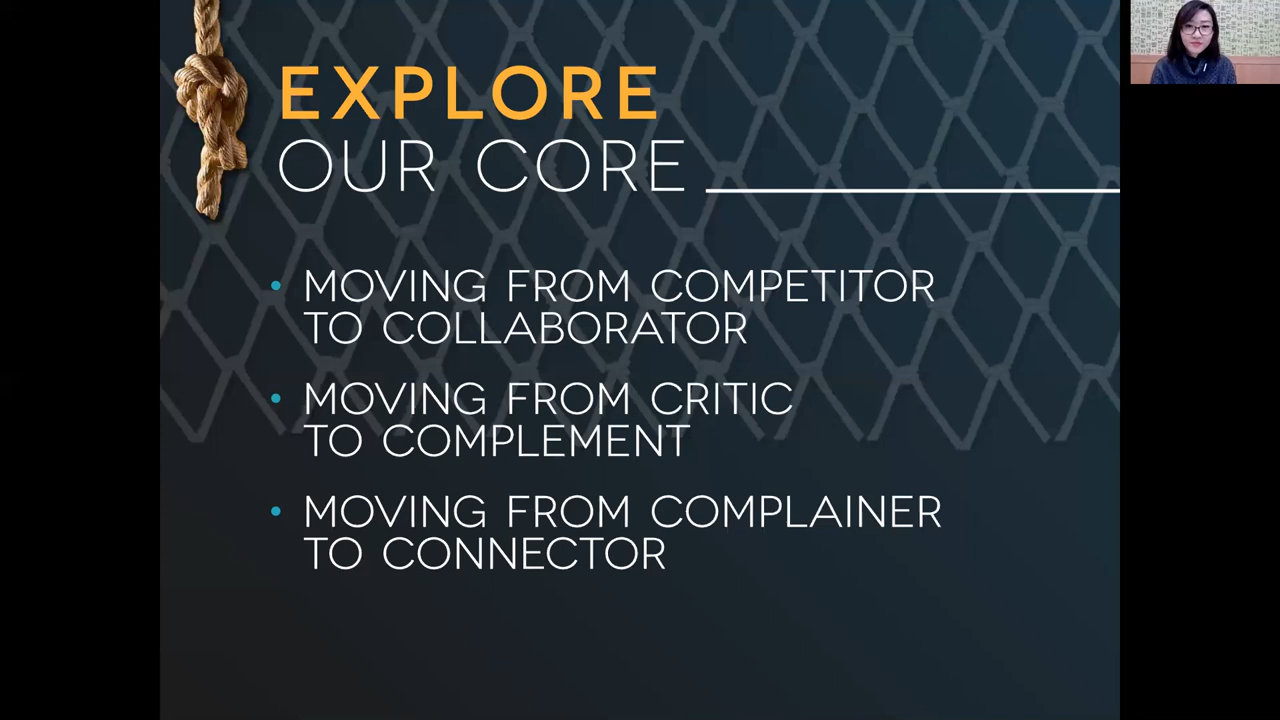 EXPLORE
OUR CORE
• MOVING FROM COMPETITOR
TO COLLABORATOR
• MOVING FROM CRITIC
TO COMPLEMENT
• MOVING FROM COMPLAINER
TO CONNECTOR